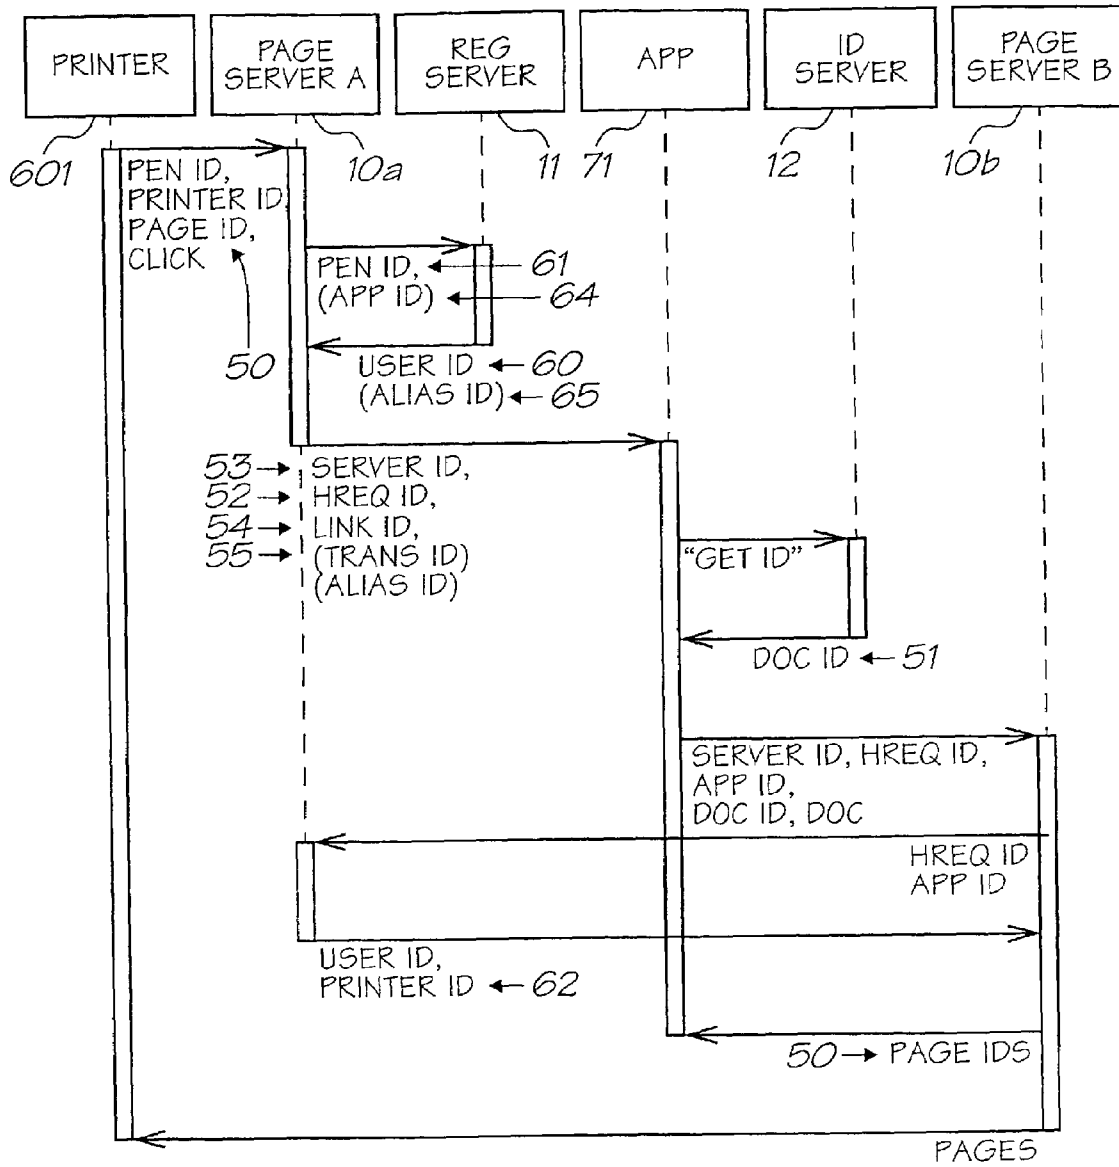 PRINTER
PAGE
SERVER A
REG
SERVER
APP
ID
SERVER
PAGE
SERVER B
601
10a
11
71
12
10b
PEN ID,
PRINTER ID,
PAGE ID,
CLICK
50
PEN ID,
61
(APP ID)
64
USER ID
60
(ALIAS ID)
65
53
SERVER ID,
52
HREQ ID,
54
LINK ID,
55
(TRANS ID)
(ALIAS ID)
“GET ID”
DOC ID
51
SERVER ID, HREQ ID,
APP ID,
DOC ID, DOC
HREQ ID
APP ID
USER ID,
PRINTER ID
62
50
PAGE IDS
PAGES